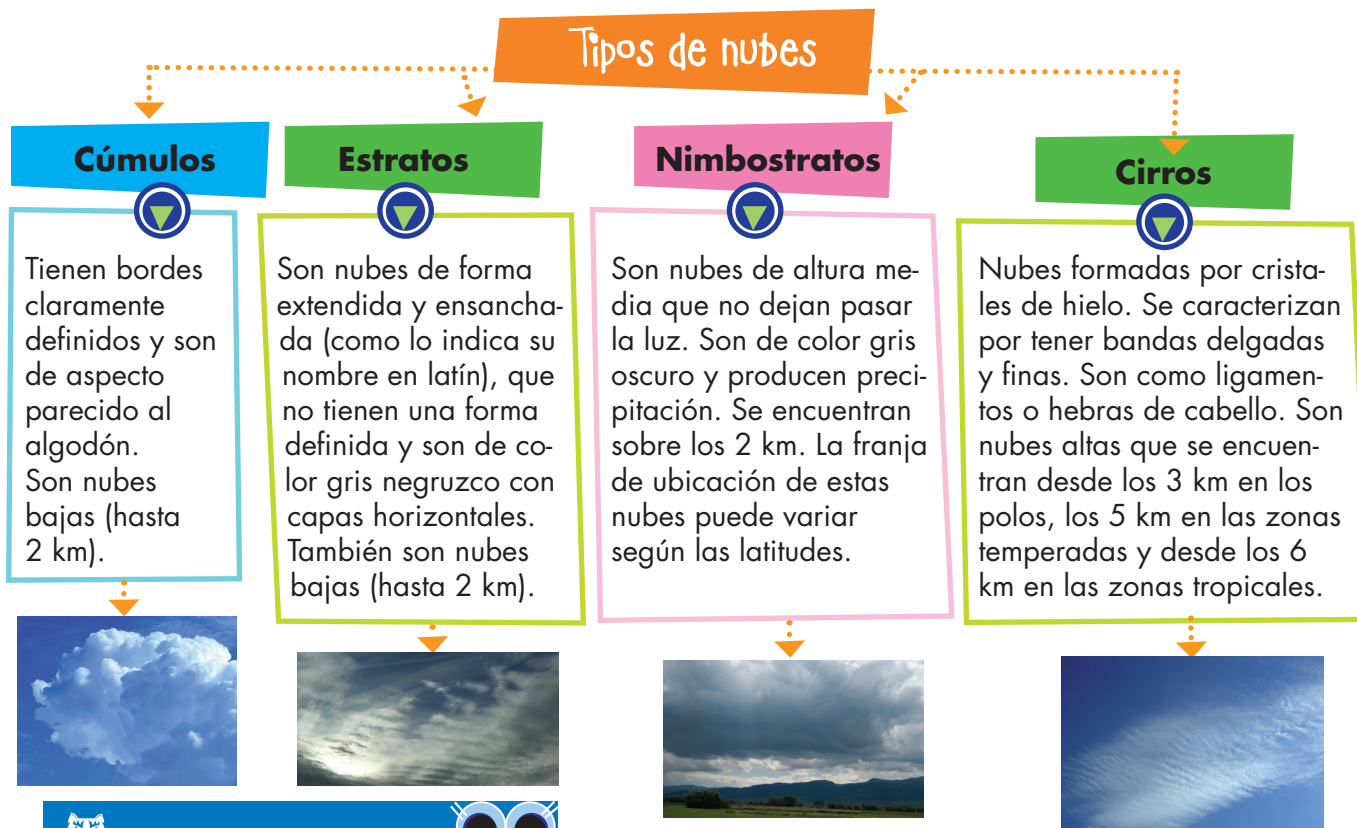 Tipos de nubes
Cúmulos
Tienen bordes
claramente
definidos y son
de aspecto
parecido al
algodón.
Son nubes
bajas (hasta
2 km).
Estratos
Son nubes de forma
extendida y ensancha-
da (como lo indica su
nombre en latín), que
no tienen una forma
definida y son de co-
lor gris negruzco con
capas horizontales.
También son nubes
bajas (hasta 2 km).
Nimbostratos
Son nubes de altura me-
dia que no dejan pasar
la luz. Son de color gris
oscuro y producen preci-
pitación. Se encuentran
sobre los 2 km. La franja
de ubicación de estas
nubes puede variar
según las latitudes.
Cirros
Nubes formadas por crista-
les de hielo. Se caracterizan
por tener bandas delgadas
y finas. Son como ligamen-
tos o hebras de cabello. Son
nubes altas que se encuen-
tran desde los 3 km en los
polos, los 5 km en las zonas
temperadas y desde los 6
km en las zonas tropicales.